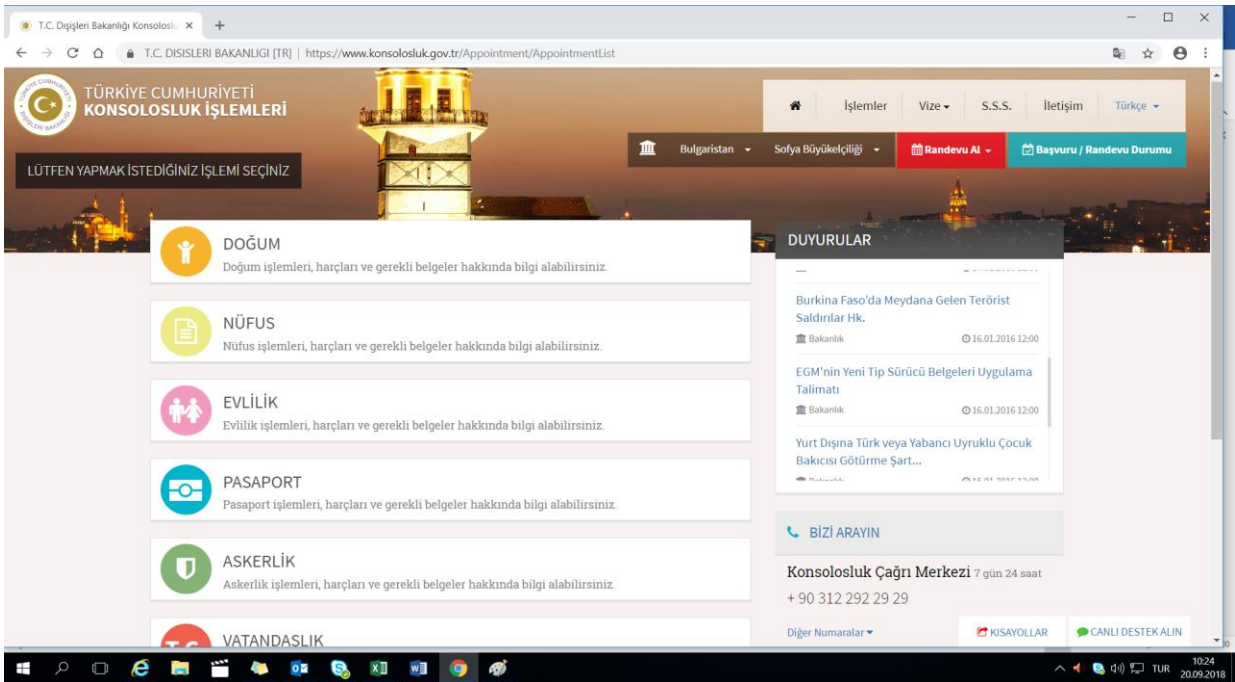 T.C. Dışişleri Bakanlığı Konsoloslu
T.C. DISISLERI BAKANLIGI [TR] | https://www.konsolosluk.gov.tr/Appointment/AppointmentList
TÜRKİYE CUMHURİYETİ
KONSOLOSLUK İŞLEMLERİ
İşlemler Vize S.S.S. İletişim Türkçe
Bulgaristan Sofya Büyükelçiliği Randevu Al Başvuru / Randevu Durumu
LÜTFEN YAPMAK İSTEDİĞİNİZ İŞLEMİ SEÇİNİZ
DOĞUM
Doğum işlemleri, harçları ve gerekli belgeler hakkında bilgi alabilirsiniz.
NÜFUS
Nüfus işlemleri, harçları ve gerekli belgeler hakkında bilgi alabilirsiniz.
EVLİLİK
Evlilik işlemleri, harçları ve gerekli belgeler hakkında bilgi alabilirsiniz.
PASAPORT
Pasaport işlemleri, harçları ve gerekli belgeler hakkında bilgi alabilirsiniz.
ASKERLİK
Askerlik işlemleri, harçları ve gerekli belgeler hakkında bilgi alabilirsiniz.
T.C. VATANDAŞLIK
DUYURULAR
Burkina Faso'da Meydana Gelen Terörist
Saldırılar Hk.
Bakanlık 16.01.2016 12:00
EGM'nin Yeni Tip Sürücü Belgeleri Uygulama
Talimatı
Bakanlık 16.01.2016 12:00
Yurt Dışına Türk veya Yabancı Uyruklu Çocuk
Bakıcısı Götürme Şart...
Bakanlık 15.01.2016 12:00
BİZİ ARAYIN
Konsolosluk Çağrı Merkezi 7 gün 24 saat
+ 90 312 292 29 29
Diğer Numaralar KISAYOLLAR CANLI DESTEK ALIN
TUR 10:24
20.09.2018